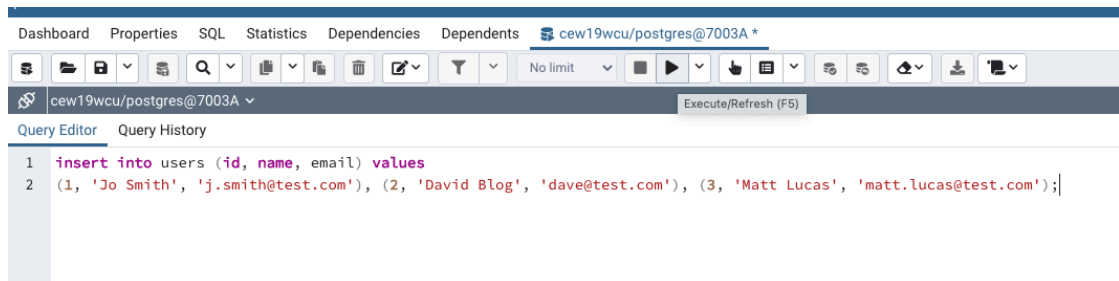 Dashboard Properties SQL Statistics Dependencies Dependents cew19wcu/postgres@7003A *
No limit
cew19wcu/postgres@7003A
Execute/Refresh (F5)
Query Editor Query History
1 insert into users (id, name, email) values
2 (1, 'Jo Smith', 'j.smith@test.com'), (2, 'David Blog', 'dave@test.com'), (3, 'Matt Lucas', 'matt.lucas@test.com');